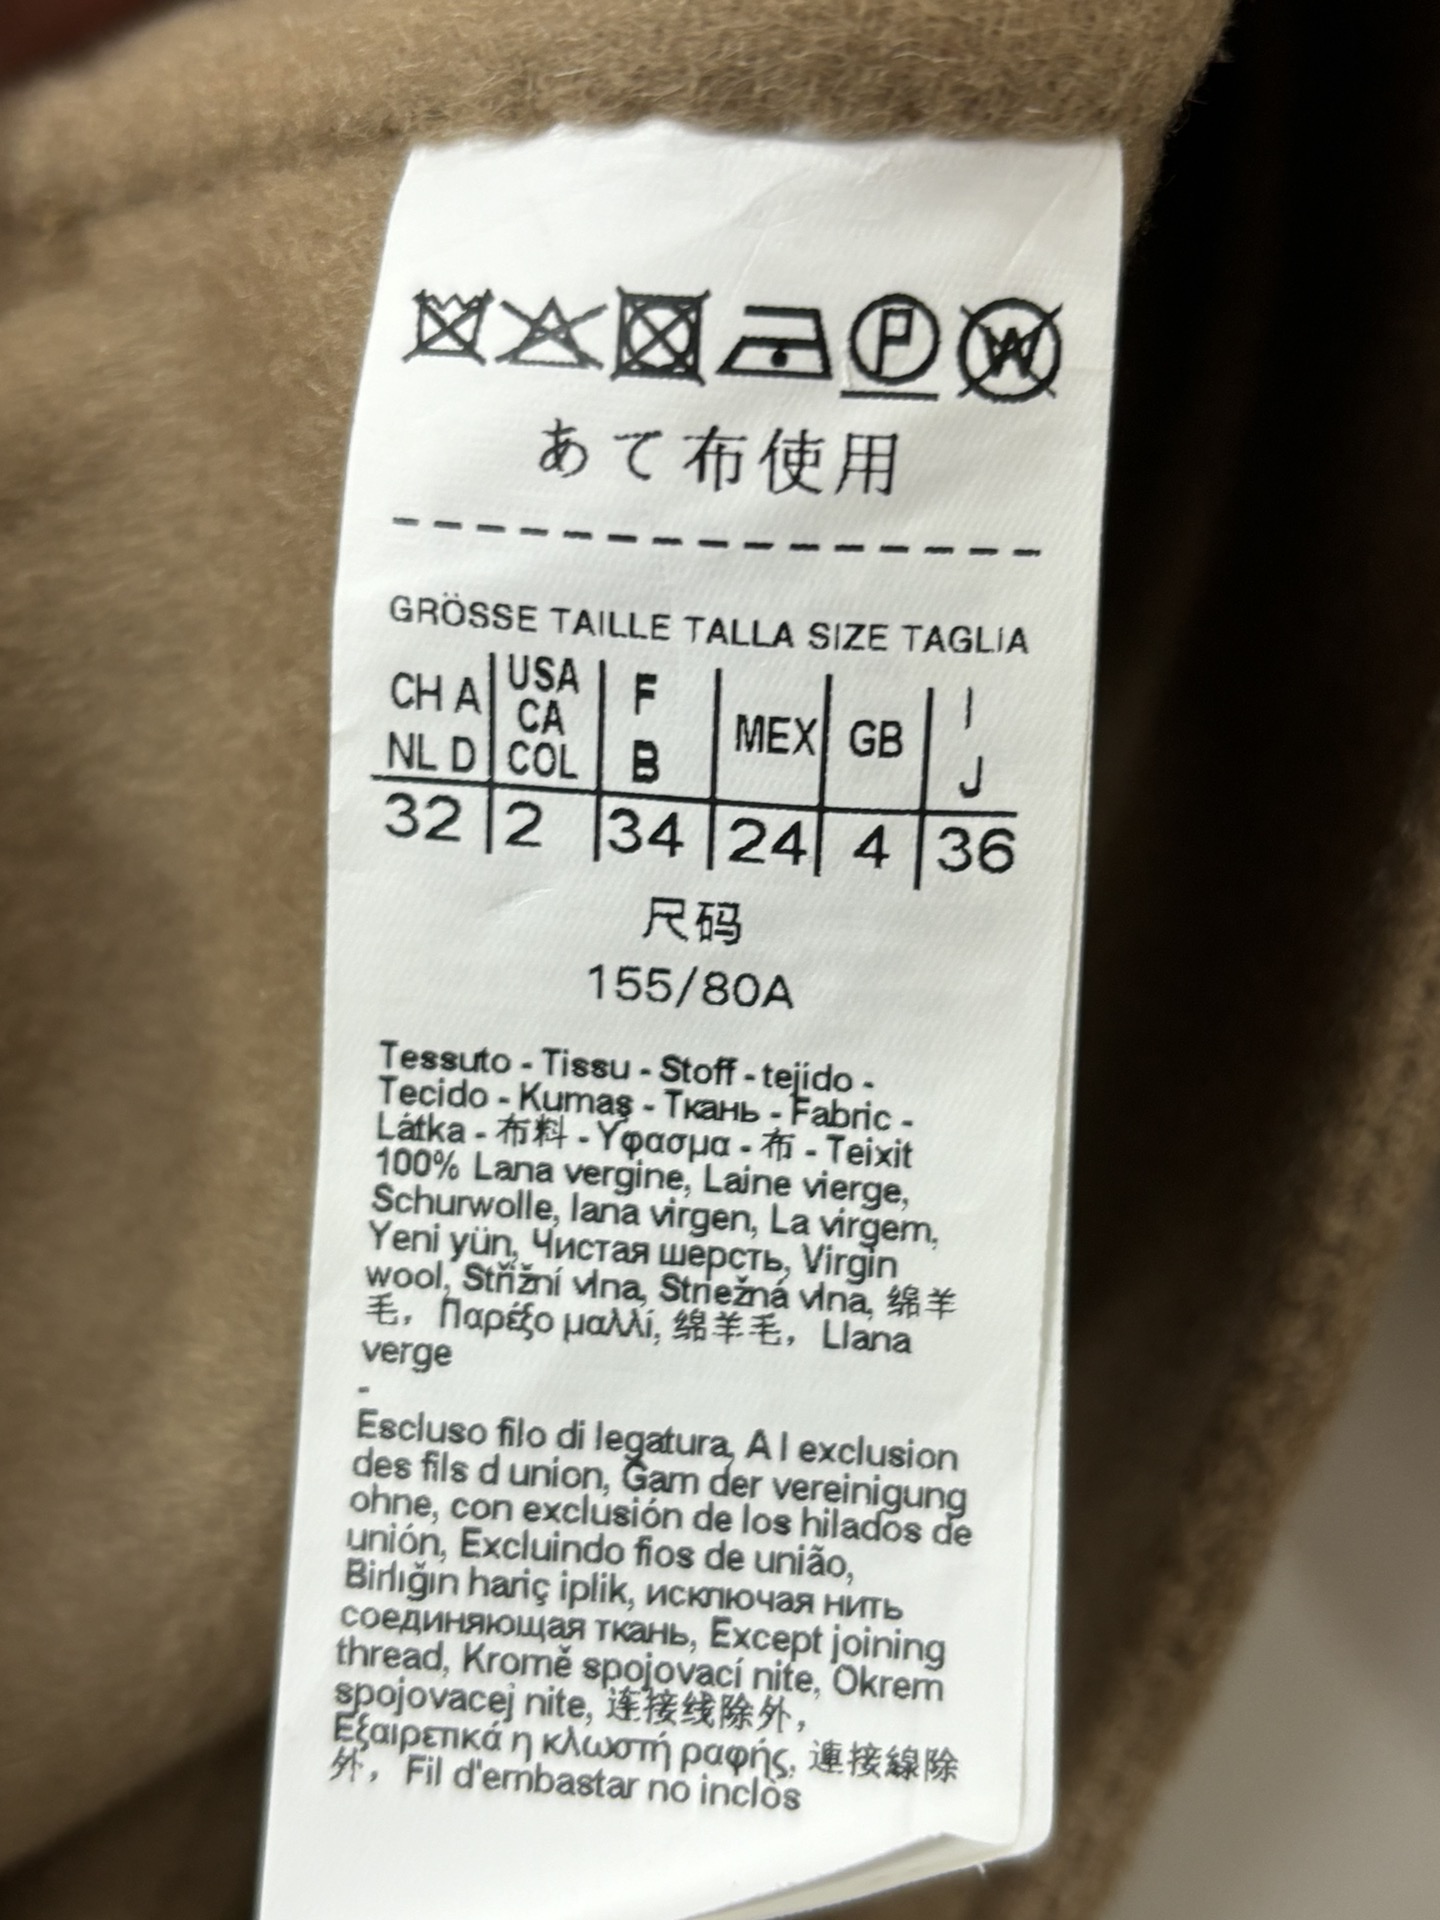 P W
あて布使用
GRÖSSE TAILLE TALLA SIZE TAGLIA
CH A NL D | USA CA COL | F B | MEX | GB | I J
32 | 2 | 34 | 24 | 4 | 36
尺码
155/80A
Tessuto - Tissu - Stoff - tejido -
Tecido - Kumaş - Ткань - Fabric -
Látka - 布料 - Υφασμα - 布 - Teixit
100% Lana vergine, Laine vierge,
Schurwolle, lana virgen, La virgem,
Yeni yün, Чистая шерсть, Virgin
wool, Střižní vlna, Striežná vlna, 绵羊
毛， Παρέξο μαλλί, 绵羊毛， Llana
verge
-
Escluso filo di legatura, A l exclusion
des fils d union, Gam der vereinigung
ohne, con exclusión de los hilados de
unión, Excluindo fios de união,
Birlığın hariç iplik, исключая нить
соединяющая ткань, Except joining
thread, Kromě spojovací nite, Okrem
spojovacej nite, 连接线除外，
Εξαιρετικά η κλωστή ραφής, 連接線除
外， Fil d'embastar no inclòs